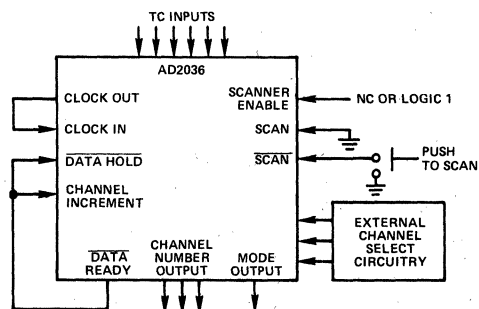 TC INPUTS
AD2036
CLOCK OUT
SCANNER
ENABLE
NC OR LOGIC 1
CLOCK IN
SCAN
DATA HOLD
SCAN
PUSH
TO SCAN
CHANNEL
INCREMENT
EXTERNAL
CHANNEL
SELECT
CIRCUITRY
DATA
READY
CHANNEL
NUMBER
OUTPUT
MODE
OUTPUT